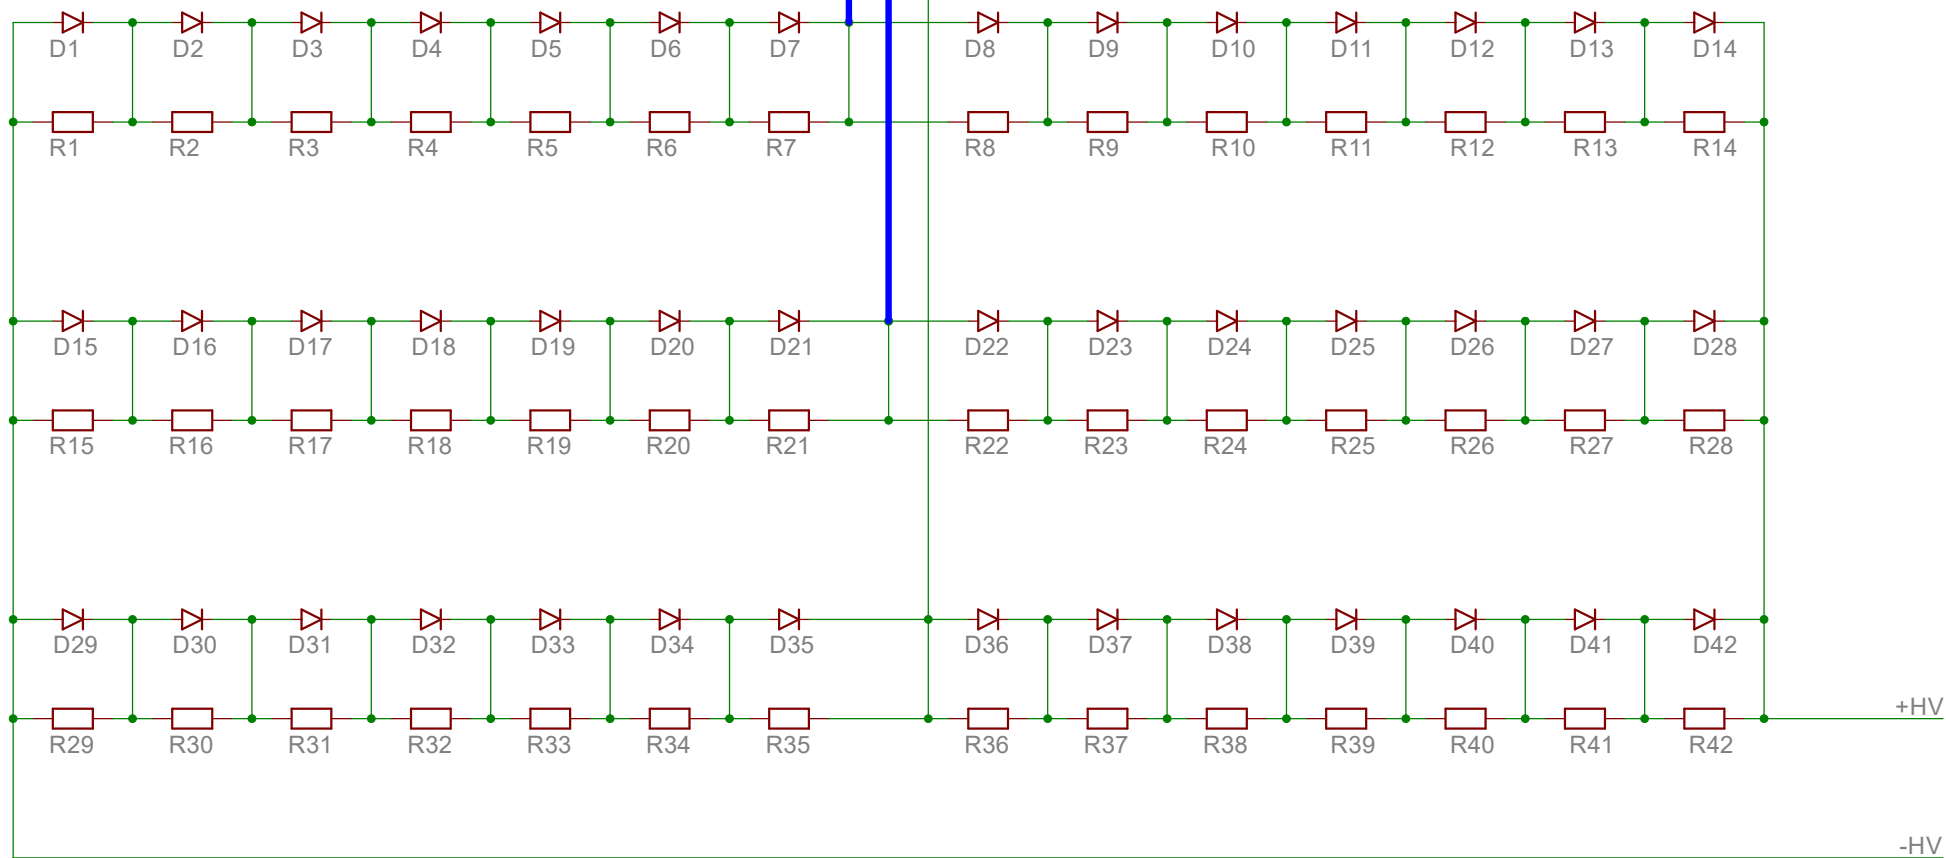 D1 D2 D3 D4 D5 D6 D7 D8 D9 D10 D11 D12 D13 D14
R1 R2 R3 R4 R5 R6 R7 R8 R9 R10 R11 R12 R13 R14
D15 D16 D17 D18 D19 D20 D21 D22 D23 D24 D25 D26 D27 D28
R15 R16 R17 R18 R19 R20 R21 R22 R23 R24 R25 R26 R27 R28
D29 D30 D31 D32 D33 D34 D35 D36 D37 D38 D39 D40 D41 D42
+HV
R29 R30 R31 R32 R33 R34 R35 R36 R37 R38 R39 R40 R41 R42
-HV